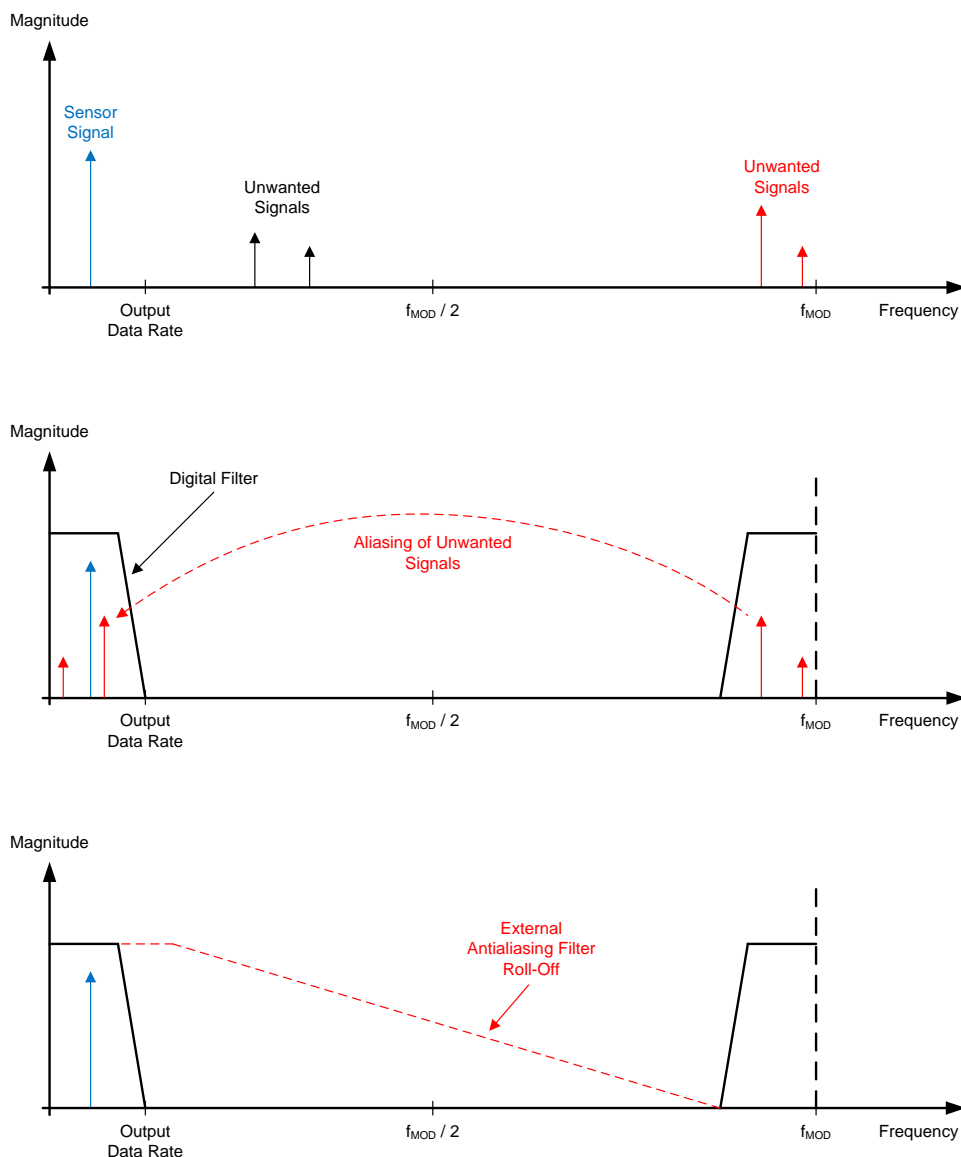 Magnitude
Sensor
Signal
Unwanted
Signals
Unwanted
Signals
Output
Data Rate
fMOD / 2
fMOD
Frequency
Magnitude
Digital Filter
Aliasing of Unwanted
Signals
Output
Data Rate
fMOD / 2
fMOD
Frequency
Magnitude
External
Antialiasing Filter
Roll-Off
Output
Data Rate
fMOD / 2
fMOD
Frequency